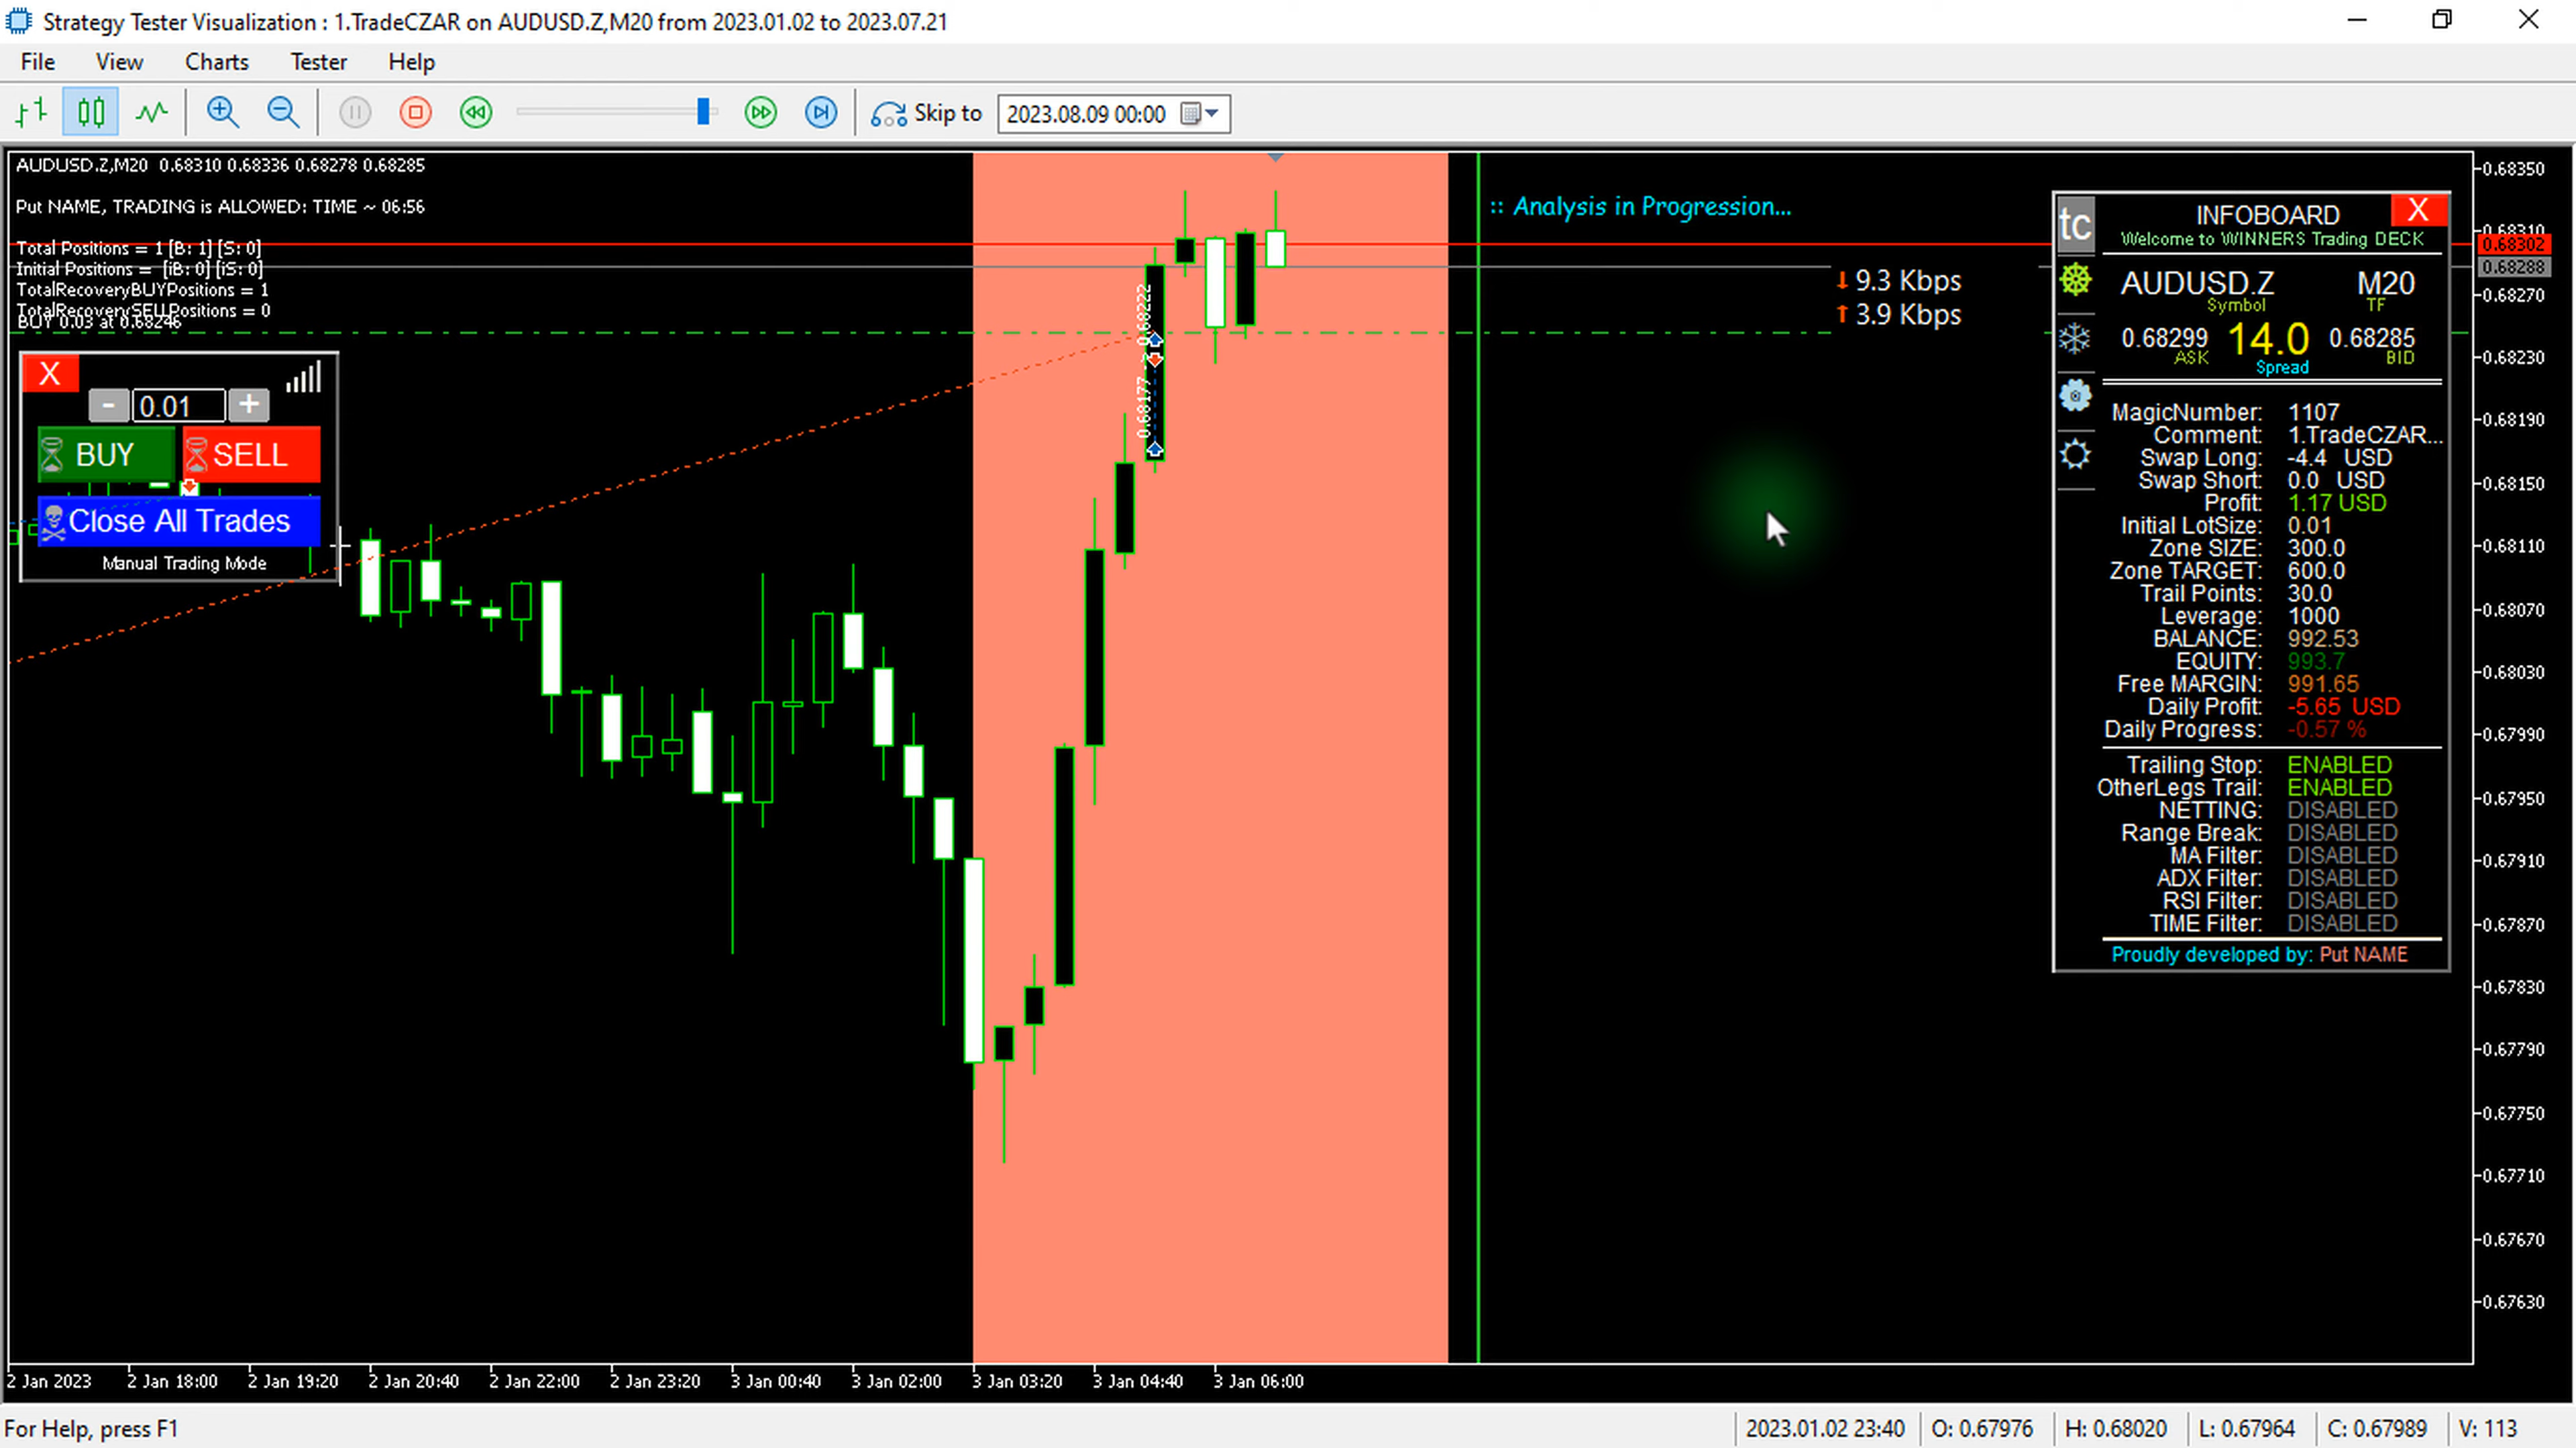 Strategy Tester Visualization : 1.TradeCZAR on AUDUSD.Z,M20 from 2023.01.02 to 2023.07.21
File View Charts Tester Help
Skip to 2023.08.09 00:00
AUDUSD.Z,M20 0.68310 0.68336 0.68278 0.68285
Put NAME, TRADING is ALLOWED: TIME ~ 06:56
Total Positions = 1 [B: 1] [S: 0]
Initial Positions = [iB: 0] [iS: 0]
TotalRecoveryBUYPositions = 1
TotalRecoverySELLPositions = 0
BUY 0.03 at 0.68246
X
- 0.01 +
BUY SELL
Close All Trades
Manual Trading Mode
0.68177 -> 0.68222
:: Analysis in Progression...
↓ 9.3 Kbps
↑ 3.9 Kbps
tc INFOBOARD X
Welcome to WINNERS Trading DECK
AUDUSD.Z M20
Symbol TF
0.68299 14.0 0.68285
ASK Spread BID
MagicNumber: 1107
Comment: 1.TradeCZAR...
Swap Long: -4.4 USD
Swap Short: 0.0 USD
Profit: 1.17 USD
Initial LotSize: 0.01
Zone SIZE: 300.0
Zone TARGET: 600.0
Trail Points: 30.0
Leverage: 1000
BALANCE: 992.53
EQUITY: 993.7
Free MARGIN: 991.65
Daily Profit: -5.65 USD
Daily Progress: -0.57 %
Trailing Stop: ENABLED
OtherLegs Trail: ENABLED
NETTING: DISABLED
Range Break: DISABLED
MA Filter: DISABLED
ADX Filter: DISABLED
RSI Filter: DISABLED
TIME Filter: DISABLED
Proudly developed by: Put NAME
0.68350
0.68310
0.68302
0.68288
0.68270
0.68230
0.68190
0.68150
0.68110
0.68070
0.68030
0.67990
0.67950
0.67910
0.67870
0.67830
0.67790
0.67750
0.67710
0.67670
0.67630
2 Jan 2023 2 Jan 18:00 2 Jan 19:20 2 Jan 20:40 2 Jan 22:00 2 Jan 23:20 3 Jan 00:40 3 Jan 02:00 3 Jan 03:20 3 Jan 04:40 3 Jan 06:00
For Help, press F1 2023.01.02 23:40 O: 0.67976 H: 0.68020 L: 0.67964 C: 0.67989 V: 113